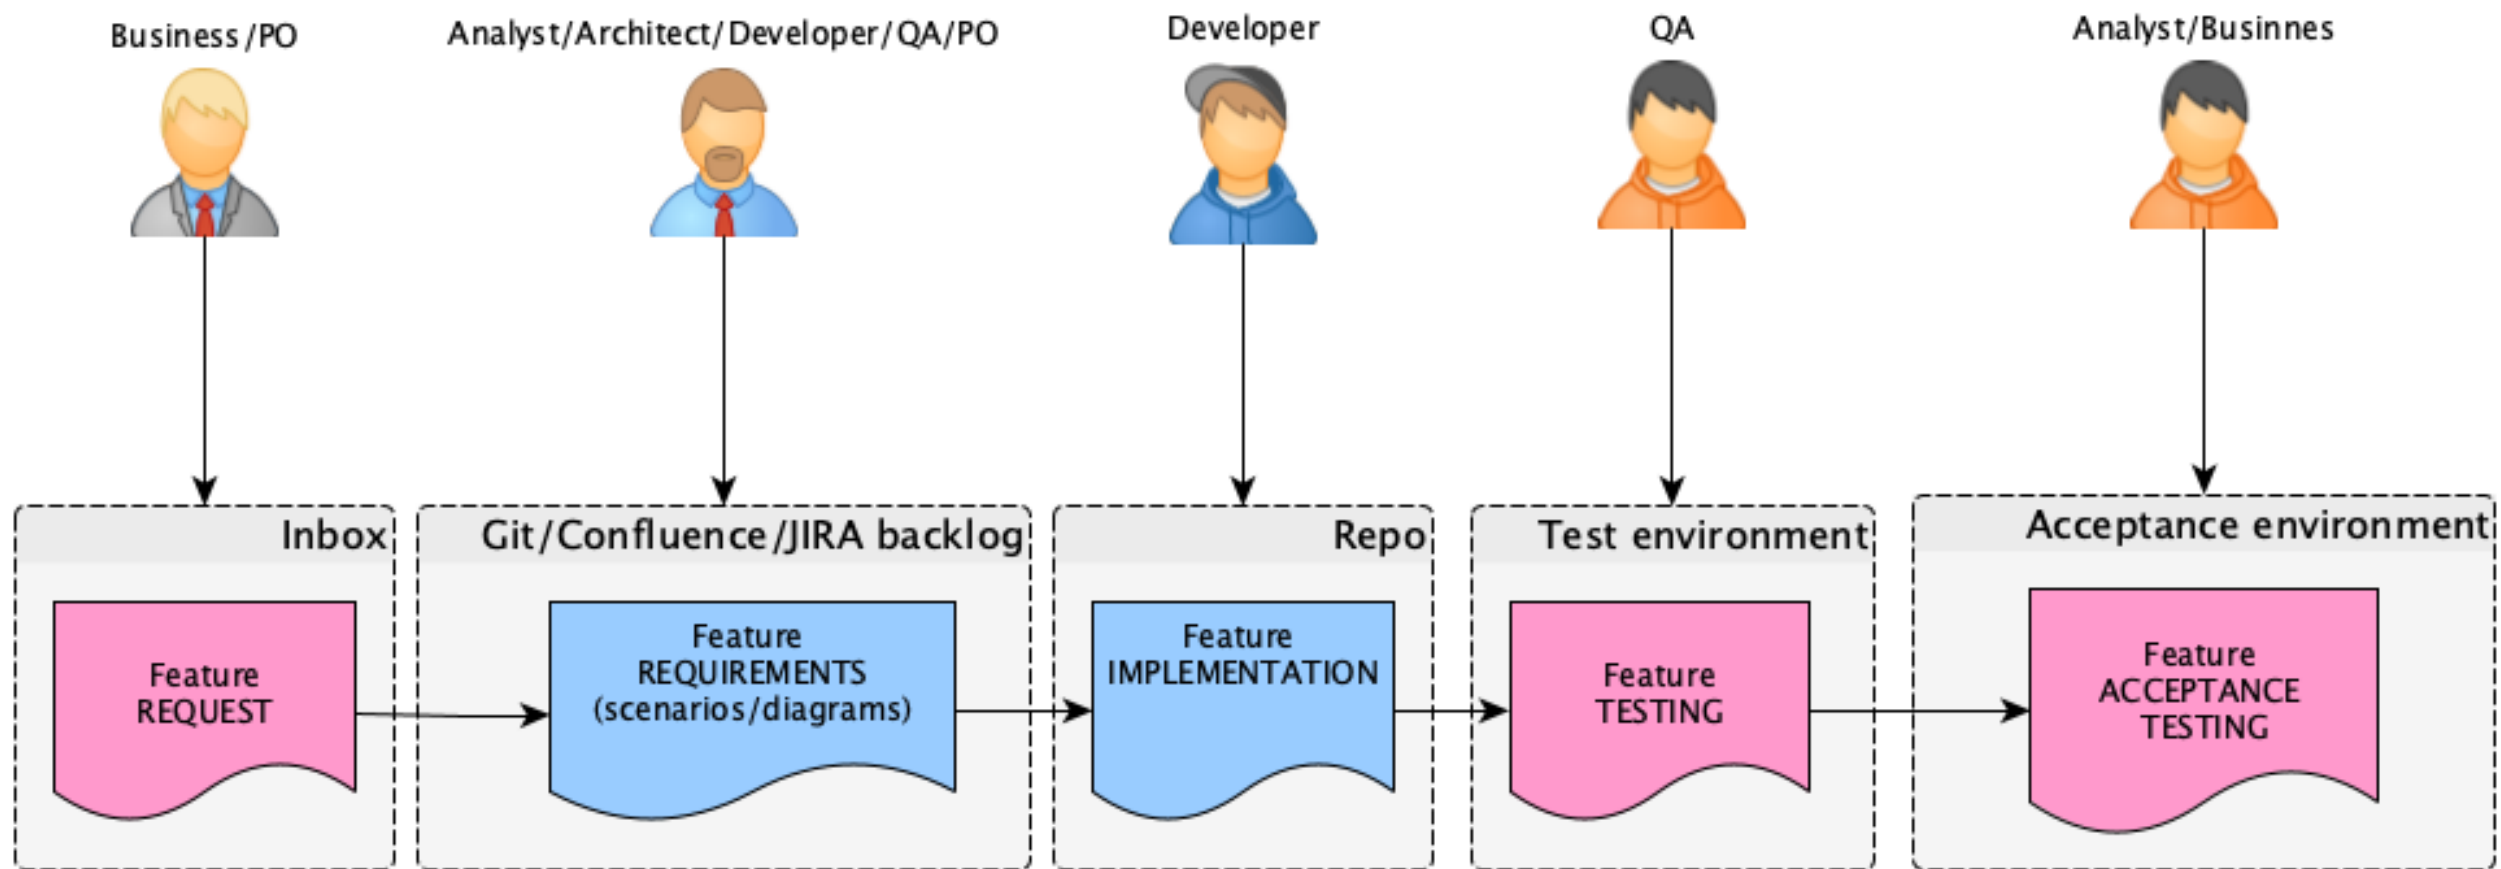 Business/PO
Analyst/Architect/Developer/QA/PO
Developer
QA
Analyst/Businnes
Inbox
Git/Confluence/JIRA backlog
Repo
Test environment
Acceptance environment
Feature
REQUEST
Feature
REQUIREMENTS
(scenarios/diagrams)
Feature
IMPLEMENTATION
Feature
TESTING
Feature
ACCEPTANCE
TESTING